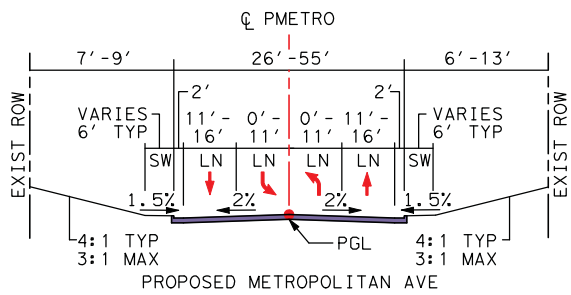 ℄ PMETRO
7'-9' 26'-55' 6'-13'
EXIST ROW
VARIES
6' TYP
2'
11'-
16'
0'-
11'
0'-
11'
11'-
16'
2'
VARIES
6' TYP
EXIST ROW
SW LN LN LN LN SW
1.5% 2% 2% 1.5%
4:1 TYP
3:1 MAX
PGL
4:1 TYP
3:1 MAX
PROPOSED METROPOLITAN AVE